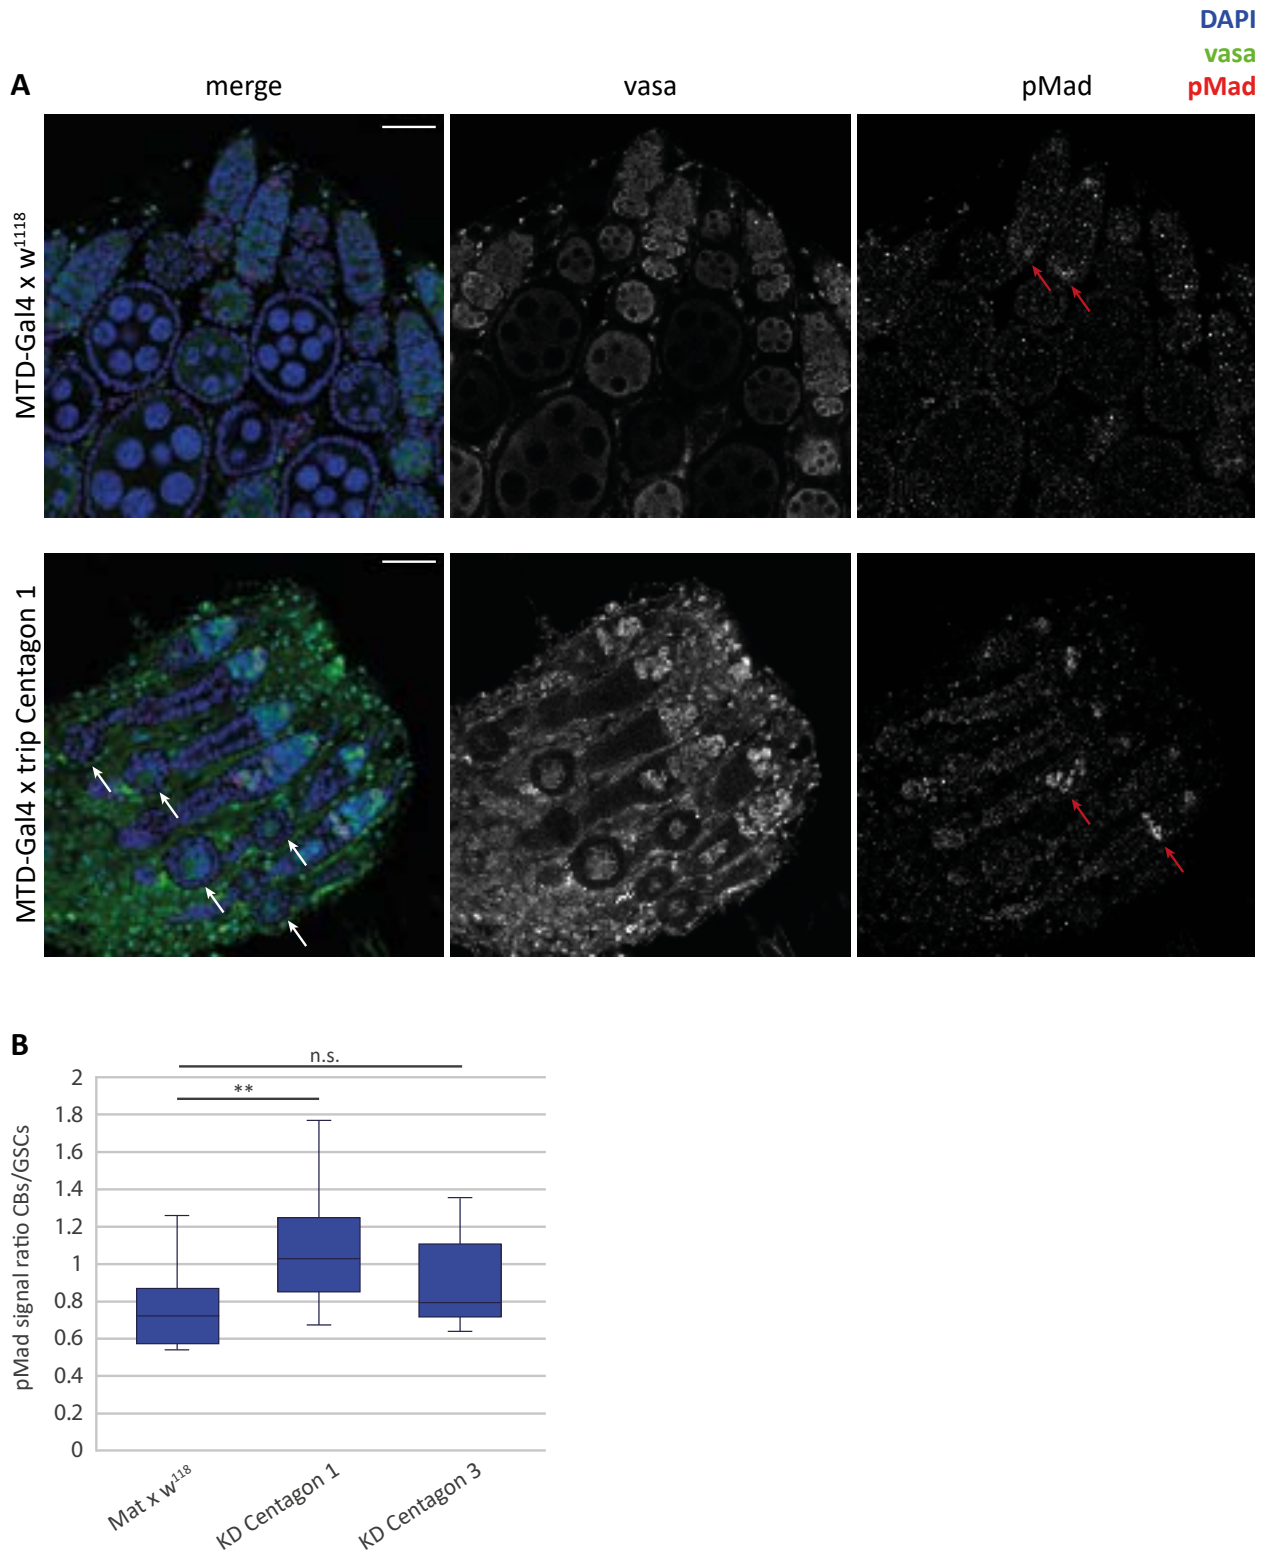 DAPI
vasa
pMad
A
merge
vasa
pMad
MTD-Gal4 x w1118
MTD-Gal4 x trip Centagon 1
B
n.s.
**
2
1.8
1.6
1.4
1.2
1
0.8
0.6
0.4
0.2
0
pMad signal ratio CBs/GSCs
Mat x w118
KD Centagon 1
KD Centagon 3